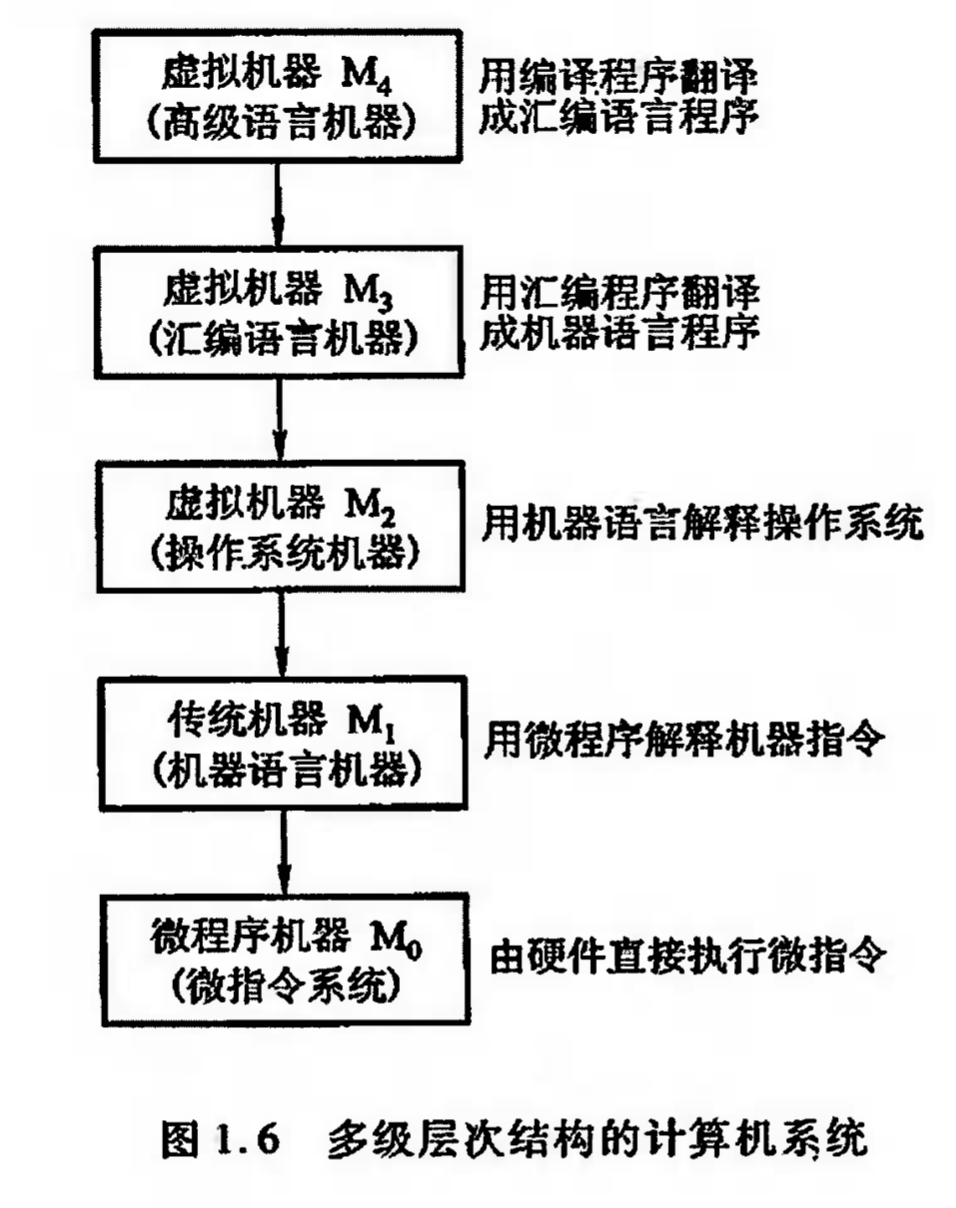 虚拟机器 M₄
(高级语言机器)
用编译程序翻译
成汇编语言程序
虚拟机器 M₃
(汇编语言机器)
用汇编程序翻译
成机器语言程序
虚拟机器 M₂
(操作系统机器)
用机器语言解释操作系统
传统机器 M₁
(机器语言机器)
用微程序解释机器指令
微程序机器 M₀
(微指令系统)
由硬件直接执行微指令
图 1.6 多级层次结构的计算机系统